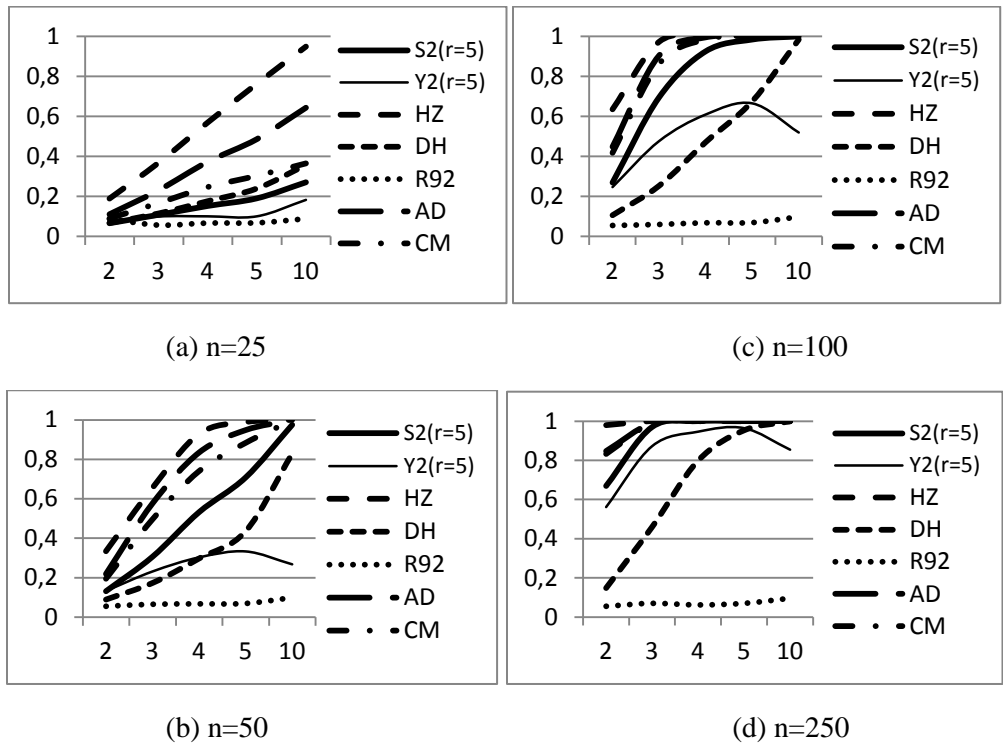 1
0,8
0,6
0,4
0,2
0
2 3 4 5 10
S2(r=5)
Y2(r=5)
HZ
DH
R92
AD
CM
(a) n=25
1
0,8
0,6
0,4
0,2
0
2 3 4 5 10
S2(r=5)
Y2(r=5)
HZ
DH
R92
AD
CM
(c) n=100
1
0,8
0,6
0,4
0,2
0
2 3 4 5 10
S2(r=5)
Y2(r=5)
HZ
DH
R92
AD
CM
(b) n=50
1
0,8
0,6
0,4
0,2
0
2 3 4 5 10
S2(r=5)
Y2(r=5)
HZ
DH
R92
AD
CM
(d) n=250